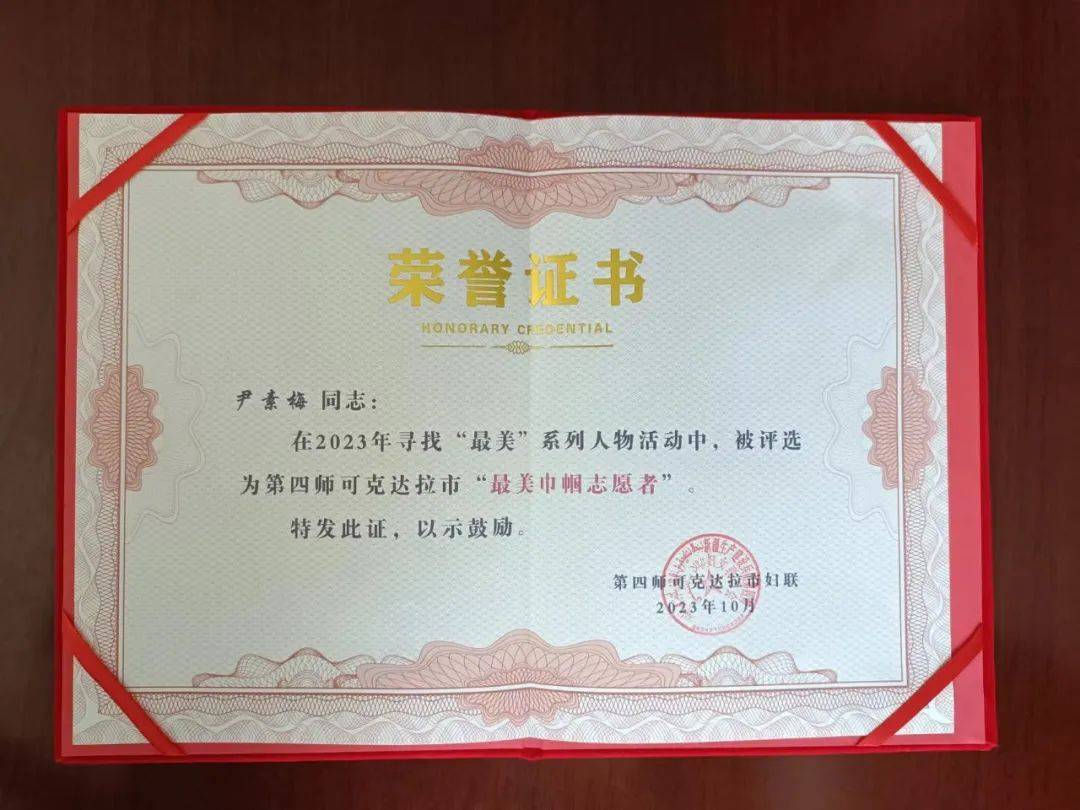 荣誉证书
HONORARY CREDENTIAL
尹素梅 同志：
在2023年寻找“最美”系列人物活动中，被评选
为第四师可克达拉市“最美巾帼志愿者”。
特发此证，以示鼓励。
第四师可克达拉市妇联
2023年10月